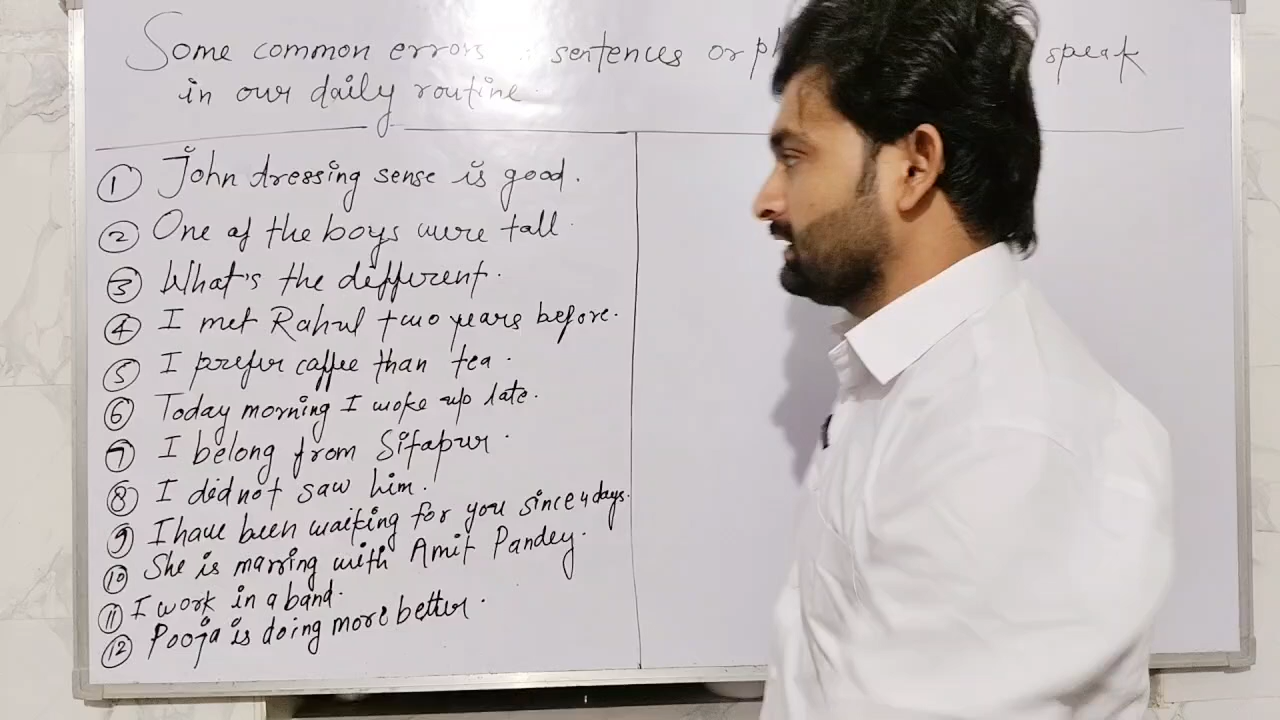 Some common errors sentences or speak
in our daily routine.
1 John dressing sense is good.
2 One of the boys were tall.
3 What's the different.
4 I met Rahul two years before.
5 I prefer caffee than tea.
6 Today morning I woke up late.
7 I belong from Sitapur.
8 I did not saw him.
9 I have been waiting for you since 4 days.
10 She is marring with Amit Pandey.
11 I work in a band.
12 Pooja is doing more better.